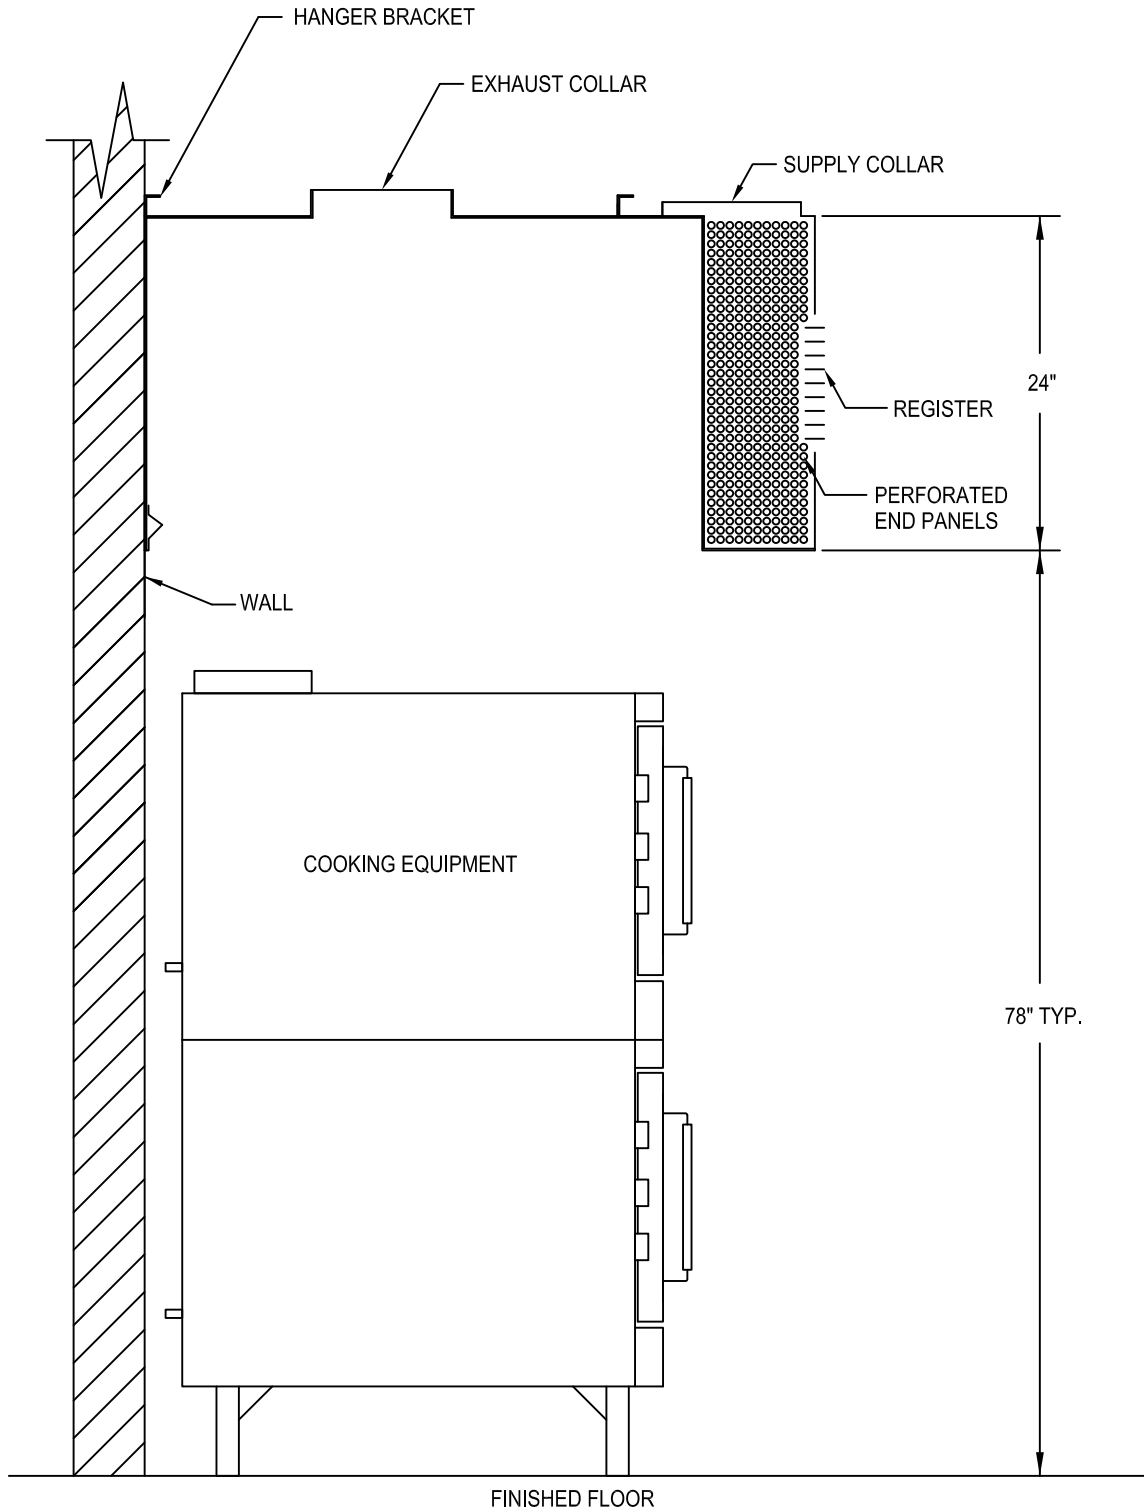 HANGER BRACKET
EXHAUST COLLAR
SUPPLY COLLAR
24"
REGISTER
PERFORATED
END PANELS
WALL
COOKING EQUIPMENT
78" TYP.
FINISHED FLOOR